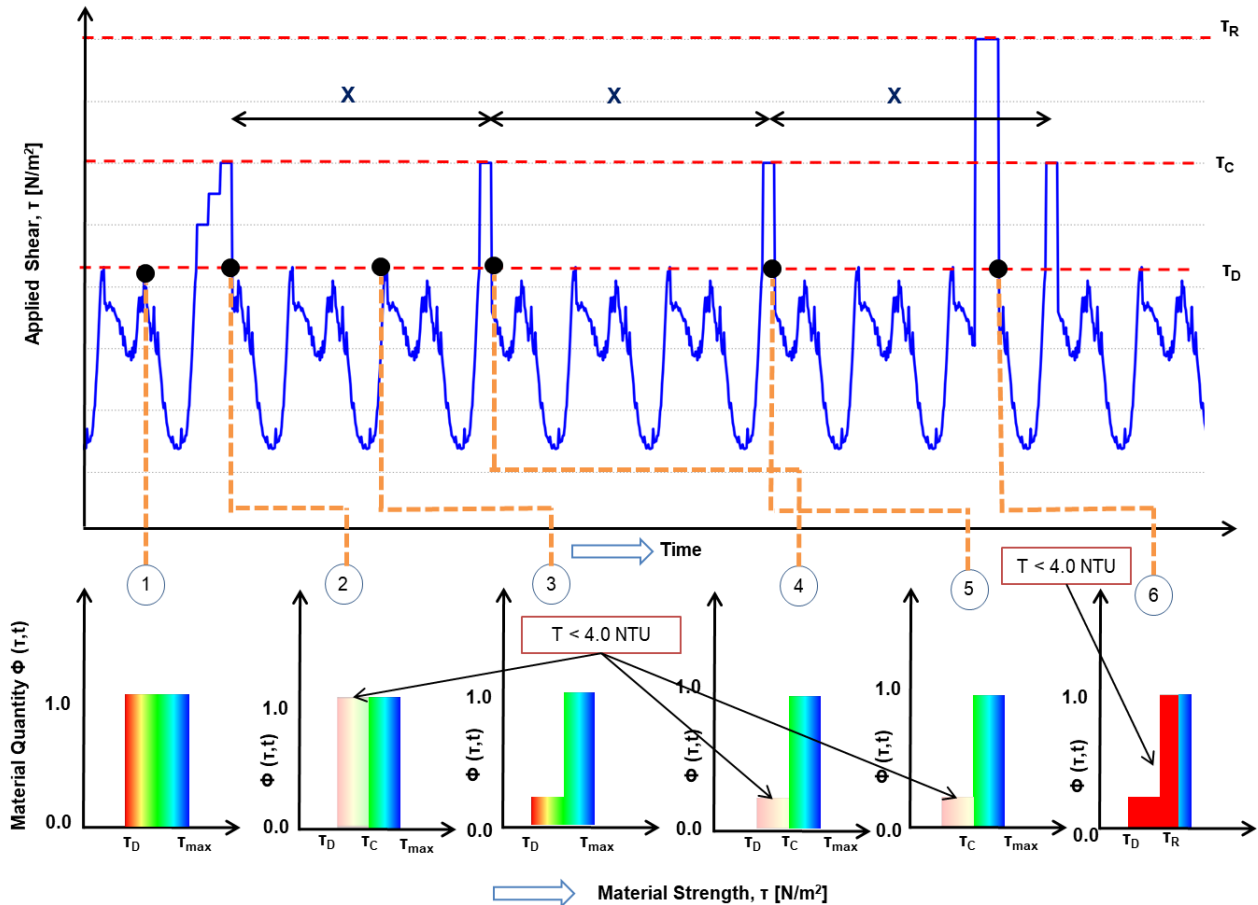 τR
X X X
τC
τD
Applied Shear, τ [N/m²]
Time
1 2 3 4 5 6
T < 4.0 NTU
T < 4.0 NTU
Material Quantity Φ (τ,t)
1.0
0.0
τD τmax
Φ (τ,t)
1.0
0.0
τD τC τmax
Φ (τ,t)
1.0
0.0
τD τmax
Φ (τ,t)
1.0
0.0
τD τC τmax
Φ (τ,t)
1.0
0.0
τC τmax
Φ (τ,t)
1.0
0.0
τD τR
Material Strength, τ [N/m²]